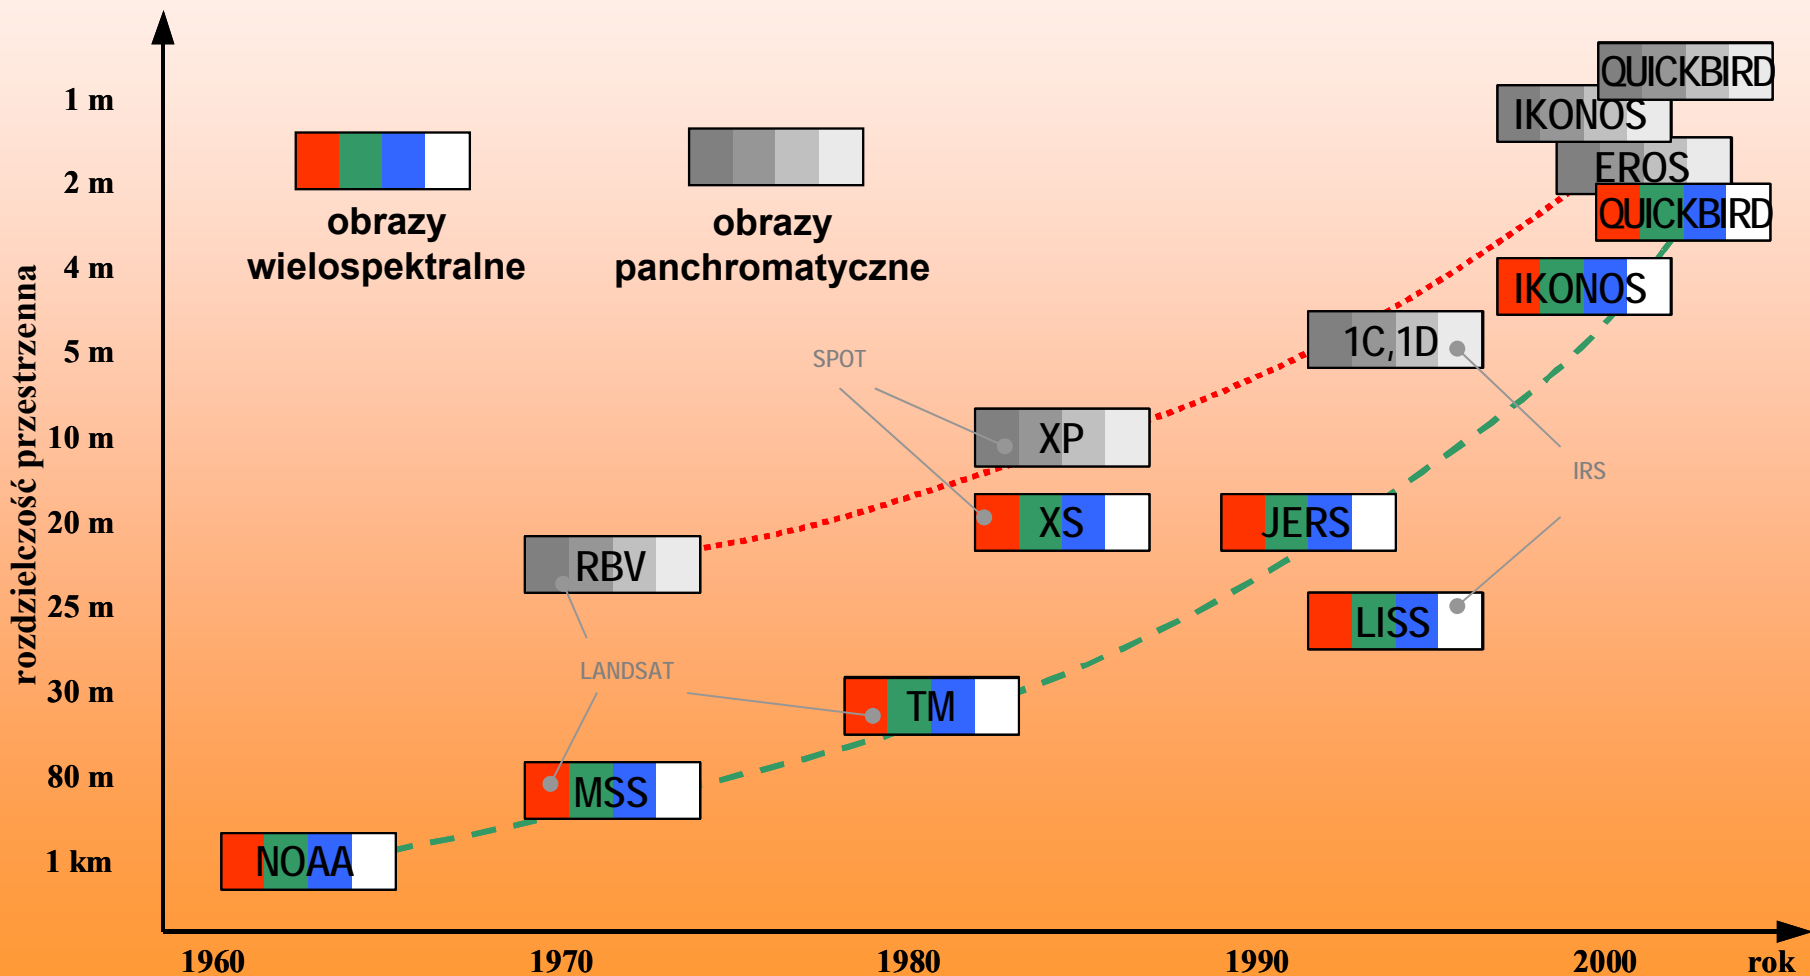 QUICKBIRD
1 m
IKONOS
EROS
2 m
QUICKBIRD
obrazy
wielospektralne
obrazy
panchromatyczne
4 m
IKONOS
rozdzielczość przestrzenna
5 m
1C,1D
SPOT
10 m
XP
IRS
20 m
XS
JERS
RBV
25 m
LISS
LANDSAT
30 m
TM
80 m
MSS
1 km
NOAA
1960
1970
1980
1990
2000
rok